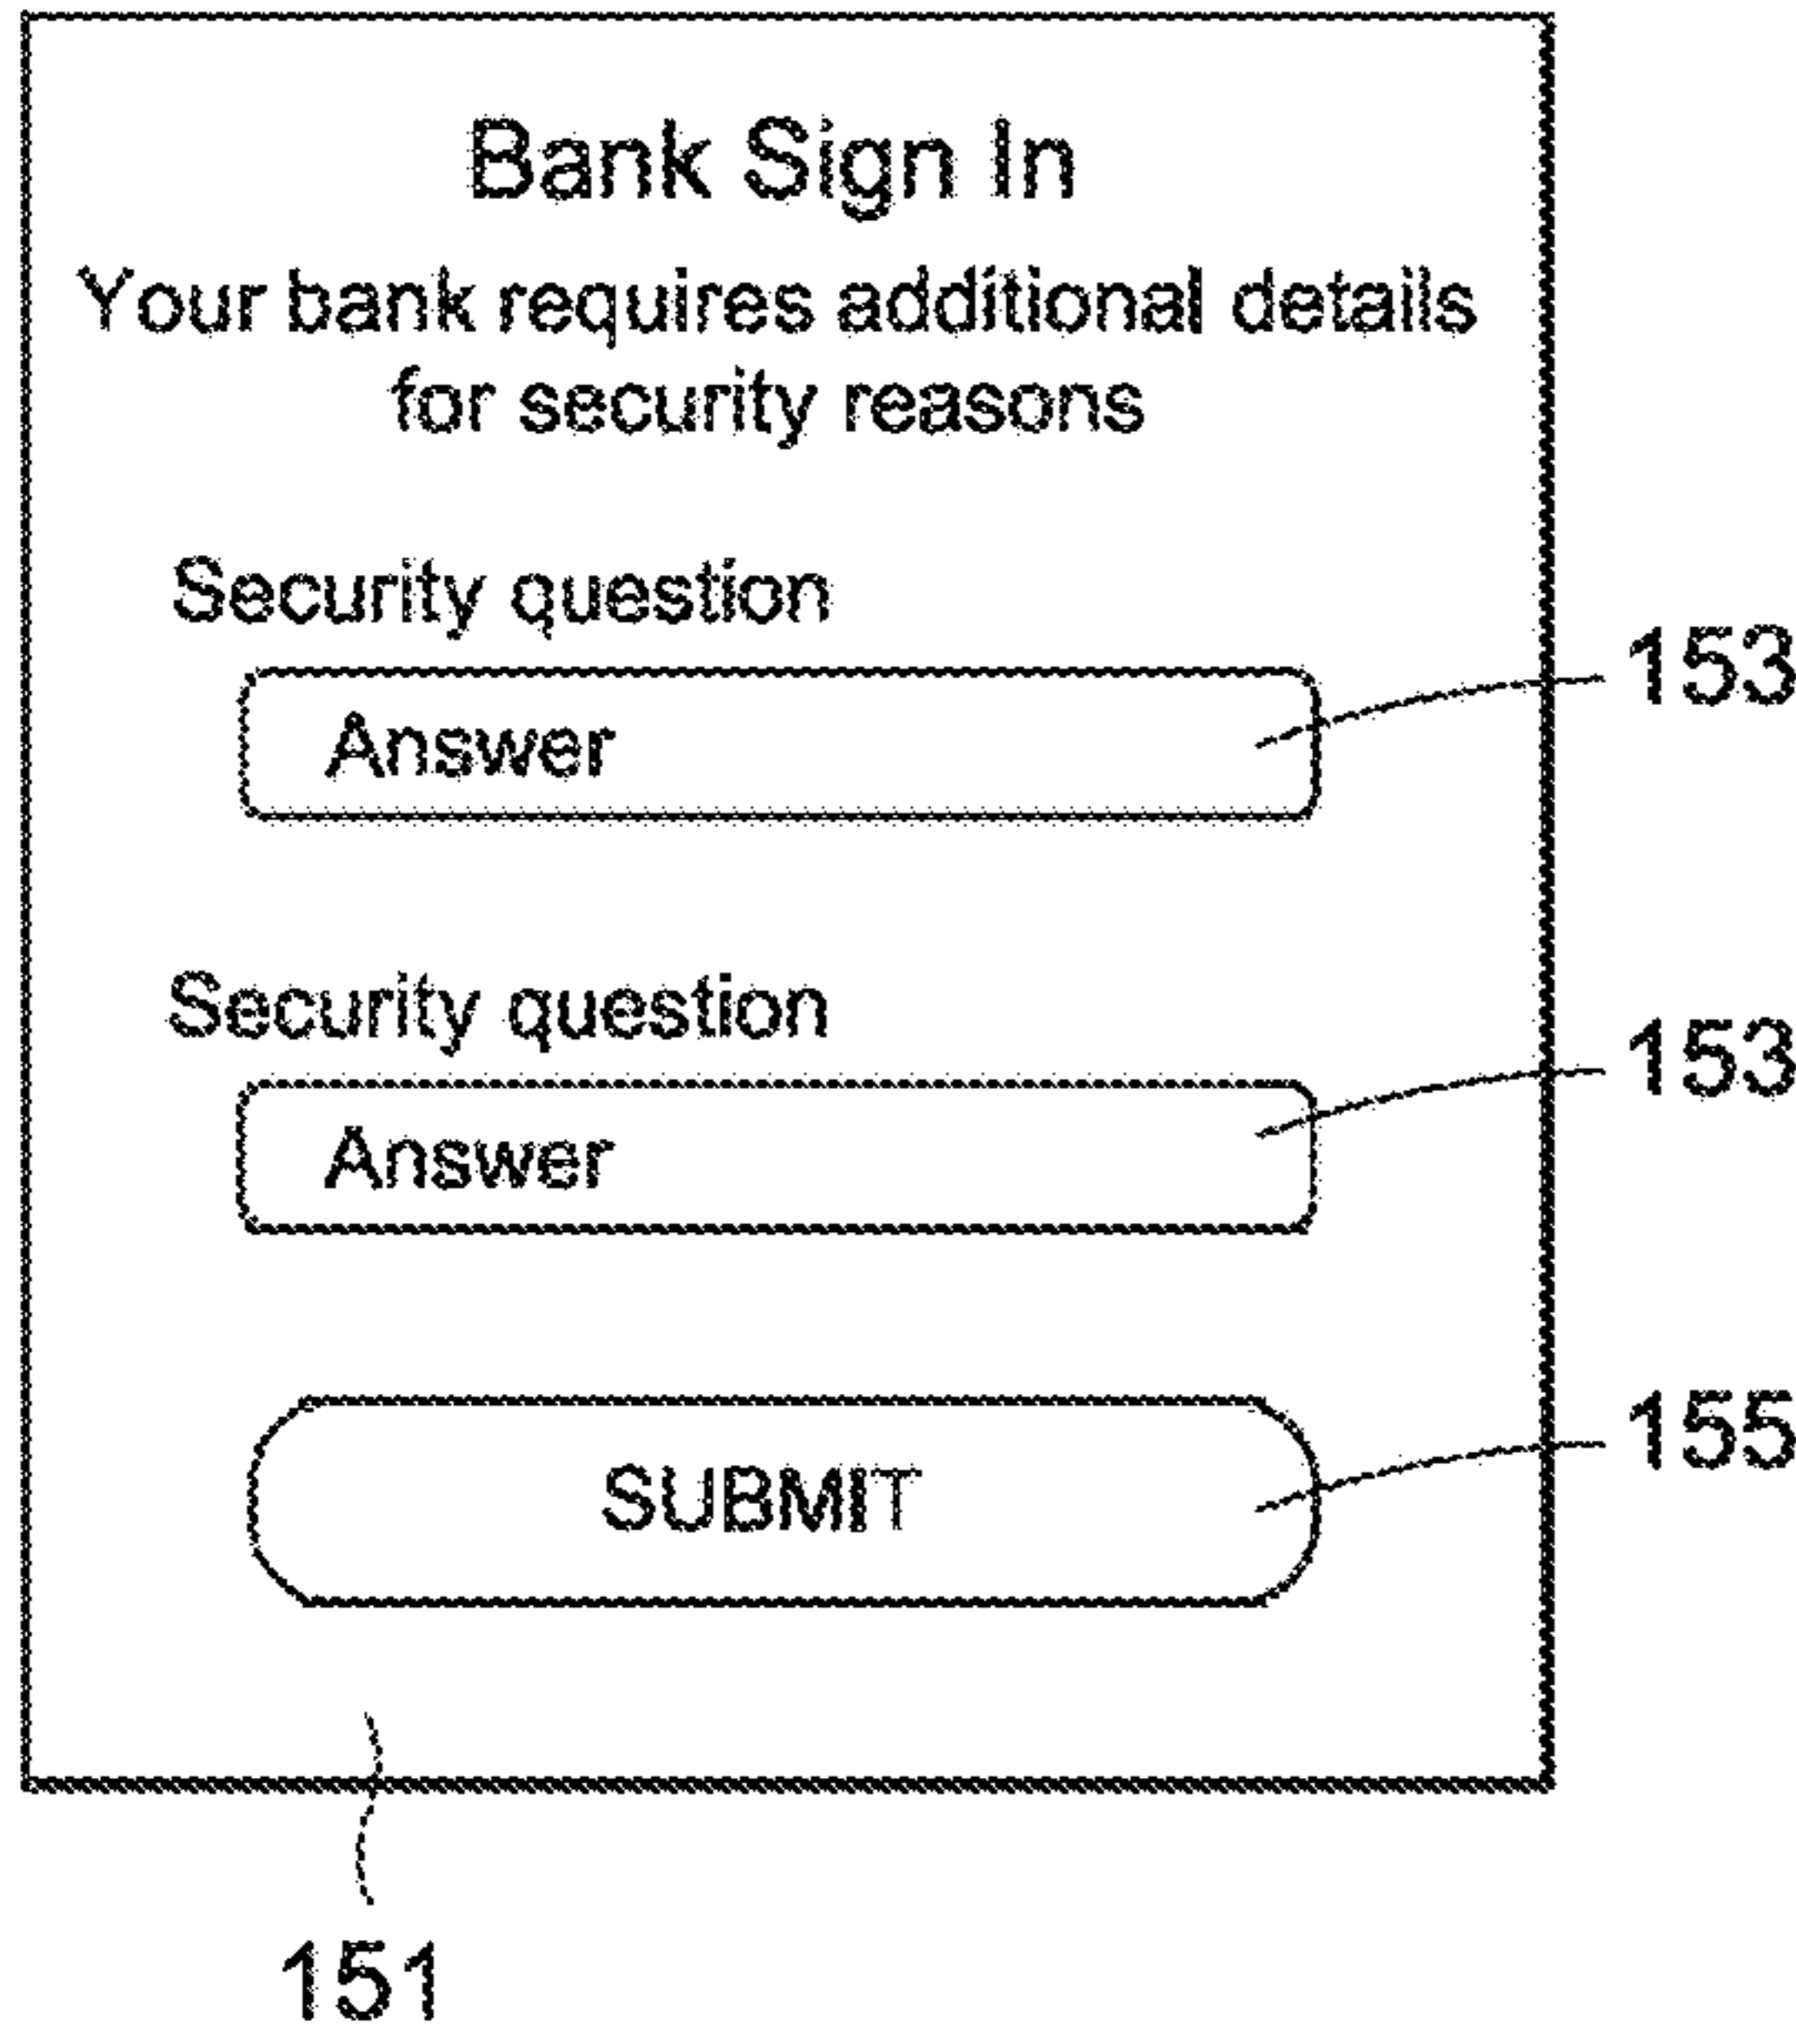 Bank Sign In
Your bank requires additional details
for security reasons
Security question
153
Answer
Security question
153
Answer
155
SUBMIT
151